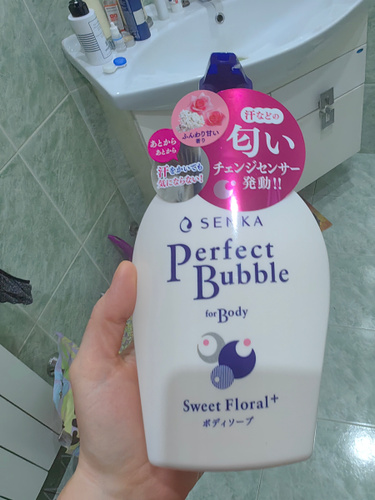 ふんわり甘い
香り
汗などの
匂い
チェンジセンサー
発動!!
あとから
あとから
汗をかいても
気にならない!
SENKA
Perfect
Bubble
for Body
Sweet Floral+
ボディソープ